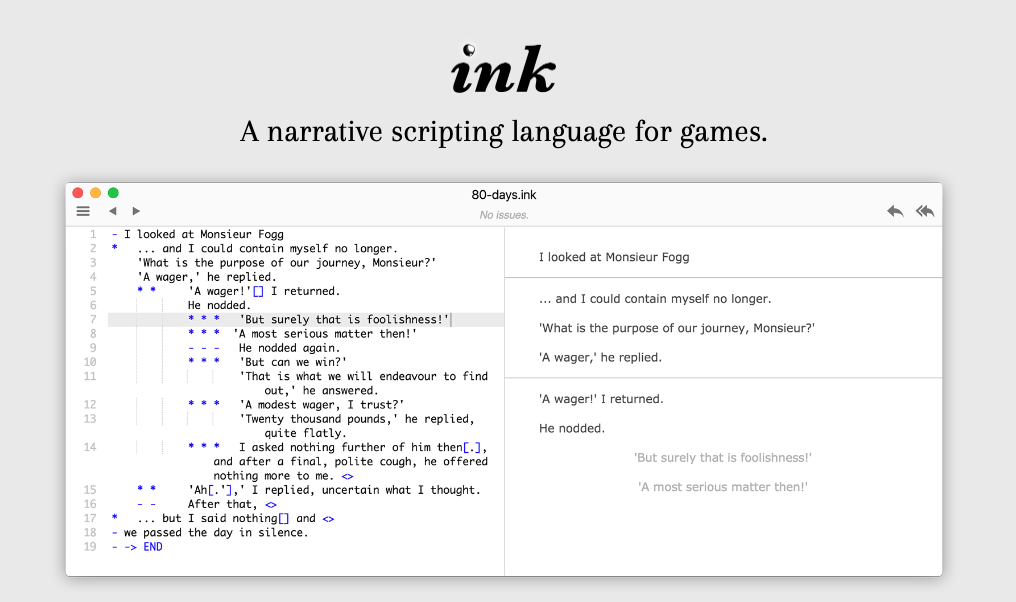 ink
A narrative scripting language for games.
80-days.ink
No issues.
1 - I looked at Monsieur Fogg
2 * ... and I could contain myself no longer.
3 'What is the purpose of our journey, Monsieur?'
4 'A wager,' he replied.
5 * * 'A wager!'[] I returned.
6 He nodded.
7 * * * 'But surely that is foolishness!'
8 * * * 'A most serious matter then!'
9 - - - He nodded again.
10 * * * 'But can we win?'
11 'That is what we will endeavour to find
out,' he answered.
12 * * * 'A modest wager, I trust?'
13 'Twenty thousand pounds,' he replied,
quite flatly.
14 * * * I asked nothing further of him then[.],
and after a final, polite cough, he offered
nothing more to me. <>
15 * * 'Ah[.'],' I replied, uncertain what I thought.
16 - - After that, <>
17 * ... but I said nothing[] and <>
18 - we passed the day in silence.
19 - -> END
I looked at Monsieur Fogg
... and I could contain myself no longer.
'What is the purpose of our journey, Monsieur?'
'A wager,' he replied.
'A wager!' I returned.
He nodded.
'But surely that is foolishness!'
'A most serious matter then!'